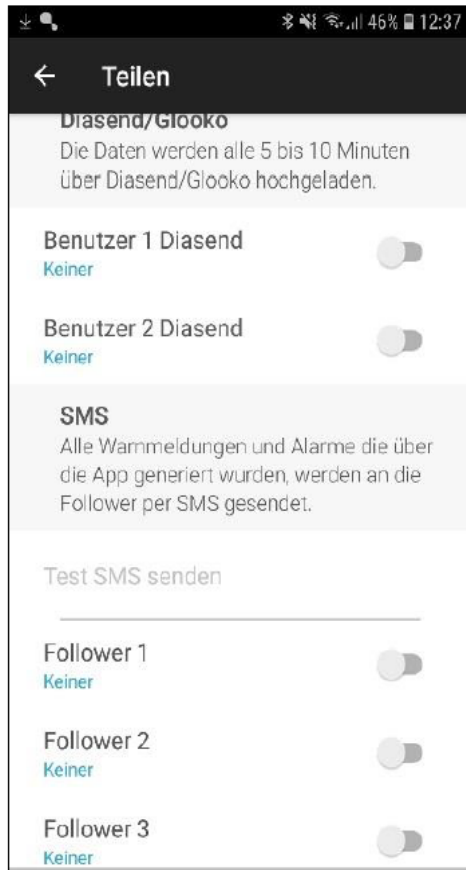 46% 12:37
Teilen
Diasend/Glooko
Die Daten werden alle 5 bis 10 Minuten
über Diasend/Glooko hochgeladen.
Benutzer 1 Diasend
Keiner
Benutzer 2 Diasend
Keiner
SMS
Alle Warnmeldungen und Alarme die über
die App generiert wurden, werden an die
Follower per SMS gesendet.
Test SMS senden
Follower 1
Keiner
Follower 2
Keiner
Follower 3
Keiner